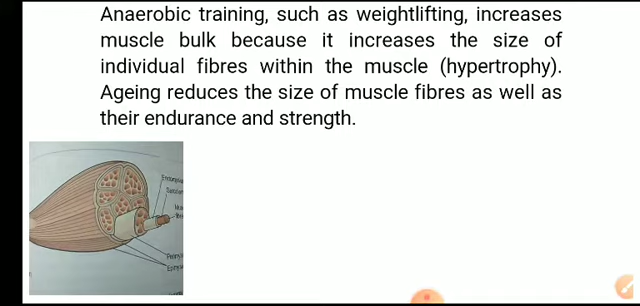 Anaerobic training, such as weightlifting, increases
muscle bulk because it increases the size of
individual fibres within the muscle (hypertrophy).
Ageing reduces the size of muscle fibres as well as
their endurance and strength.